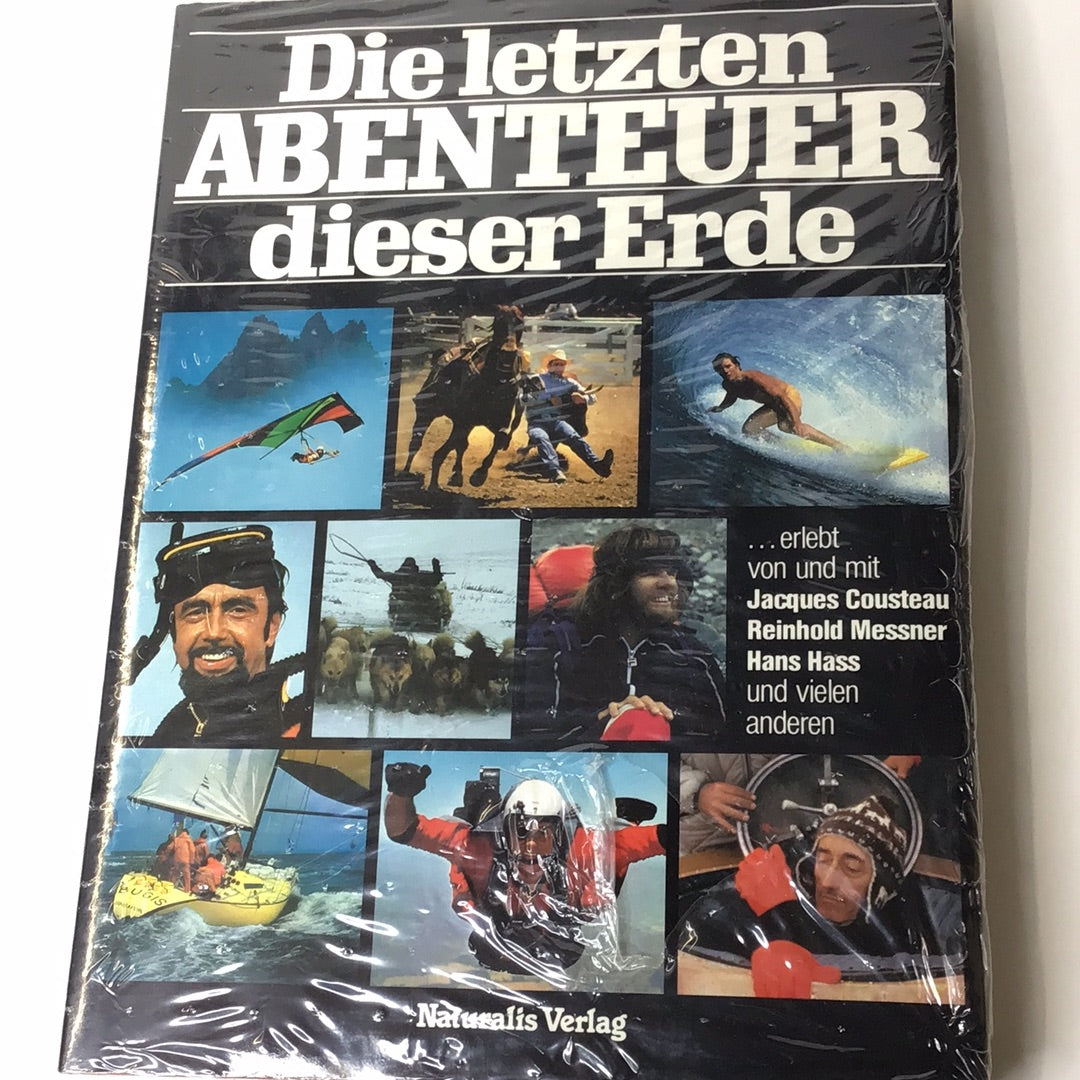 Die letzten
ABENTEUER
dieser Erde
...erlebt
von und mit
Jacques Cousteau
Reinhold Messner
Hans Hass
und vielen
anderen
AUGIS
Naturalis Verlag